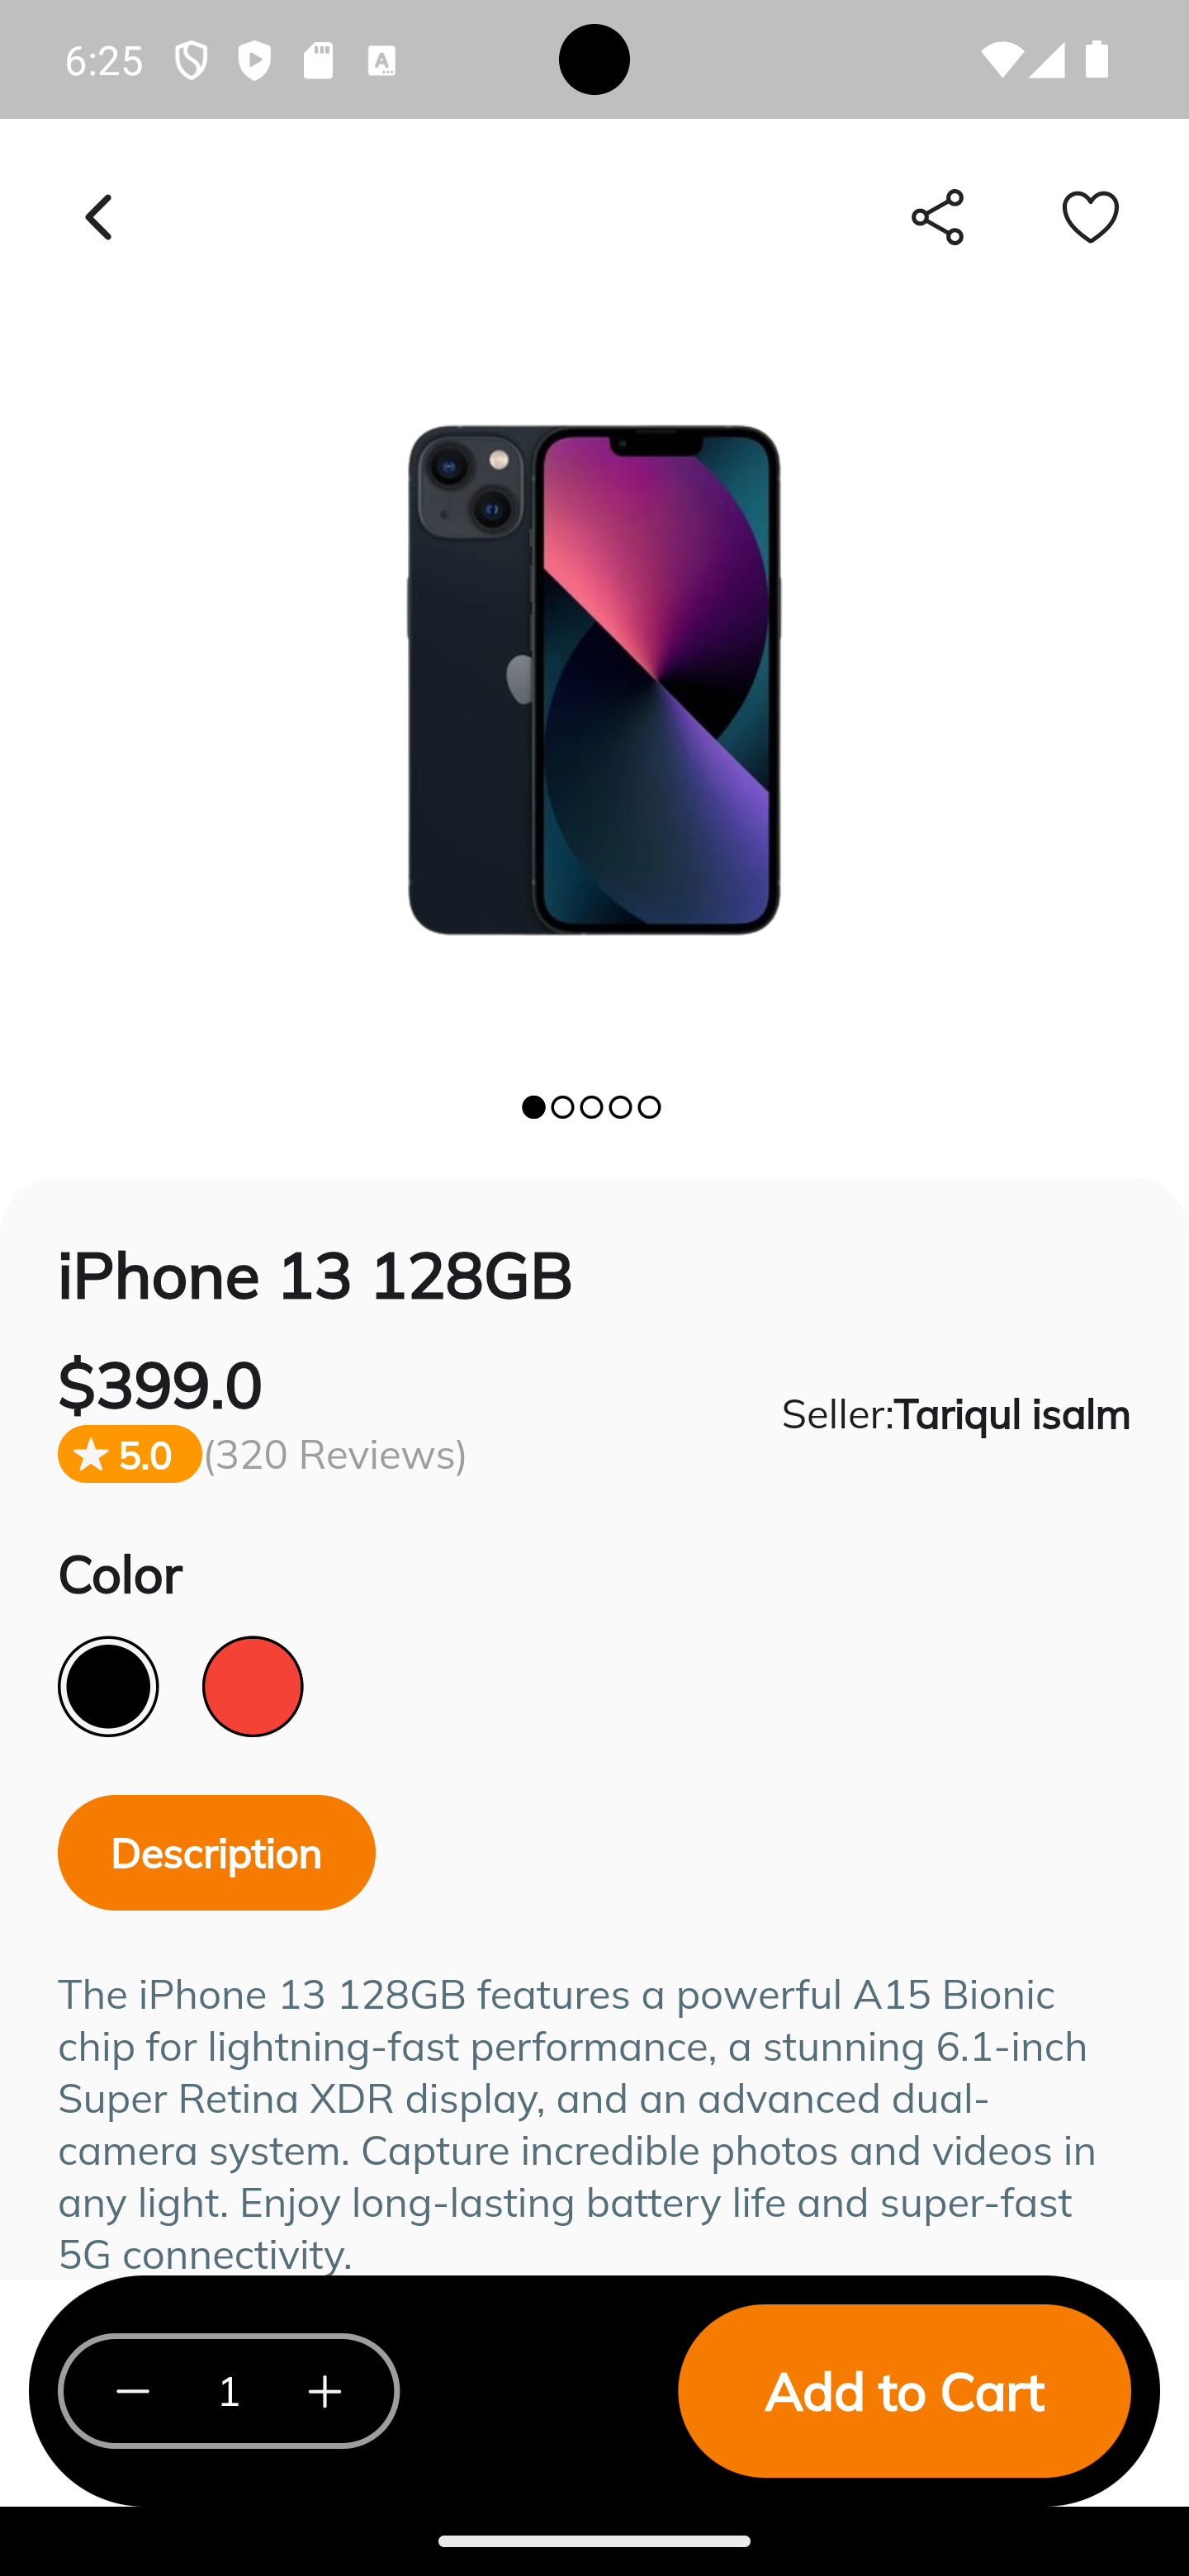 6:25
iPhone 13 128GB
$399.0
Seller:Tariqul isalm
5.0 (320 Reviews)
Color
Description
The iPhone 13 128GB features a powerful A15 Bionic
chip for lightning-fast performance, a stunning 6.1-inch
Super Retina XDR display, and an advanced dual-
camera system. Capture incredible photos and videos in
any light. Enjoy long-lasting battery life and super-fast
5G connectivity.
1
Add to Cart